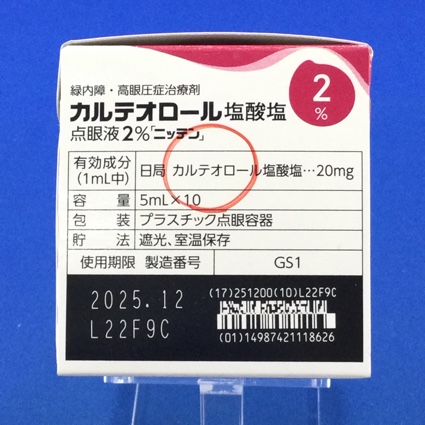 緑内障・高眼圧症治療剤
カルテオロール塩酸塩
点眼液2%「ニッテン」
2
%
有効成分
(1mL中)
日局 カルテオロール塩酸塩…20mg
容 量 5mL×10
包 装 プラスチック点眼容器
貯 法 遮光、室温保存
使用期限 製造番号 GS1
2025.12
L22F9C
(17)251200(10)L22F9C
(01)14987421118626